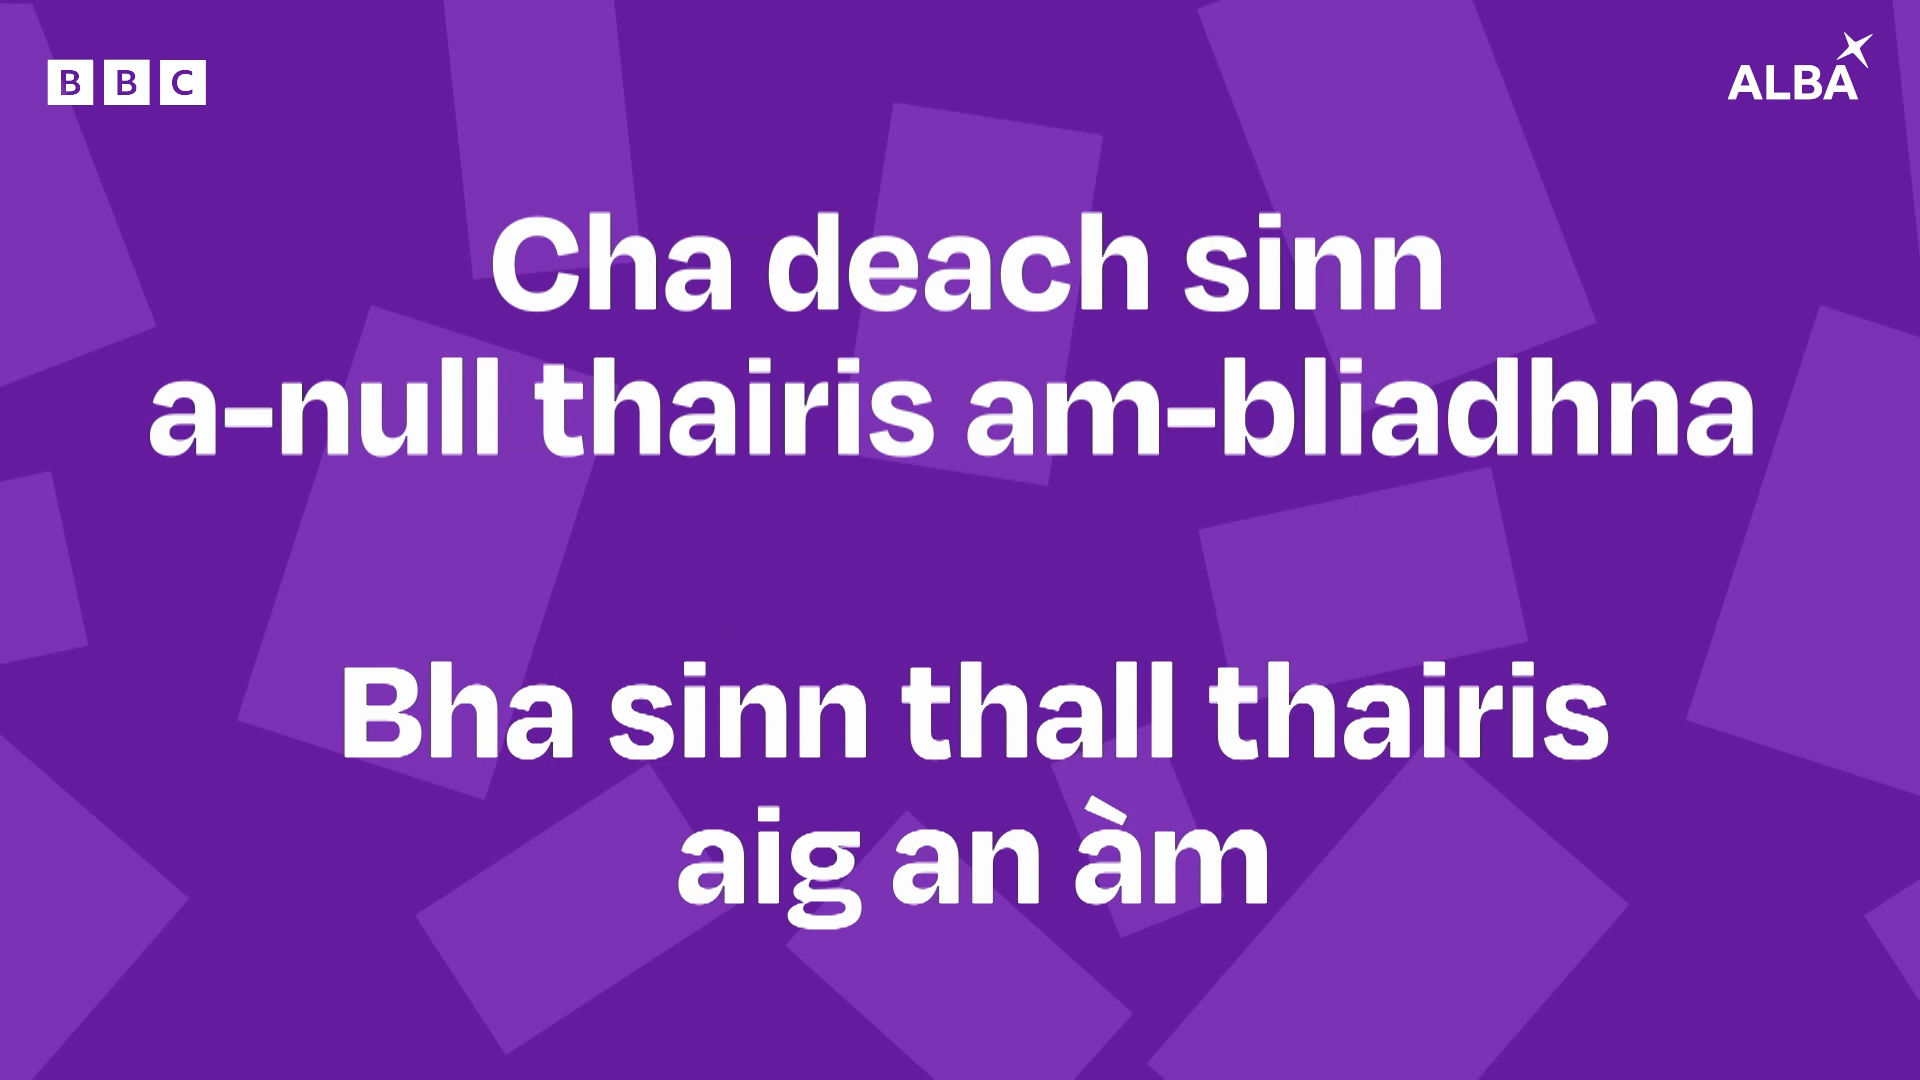 BBC
ALBA
Cha deach sinn
a-null thairis am-bliadhna
Bha sinn thall thairis
aig an àm